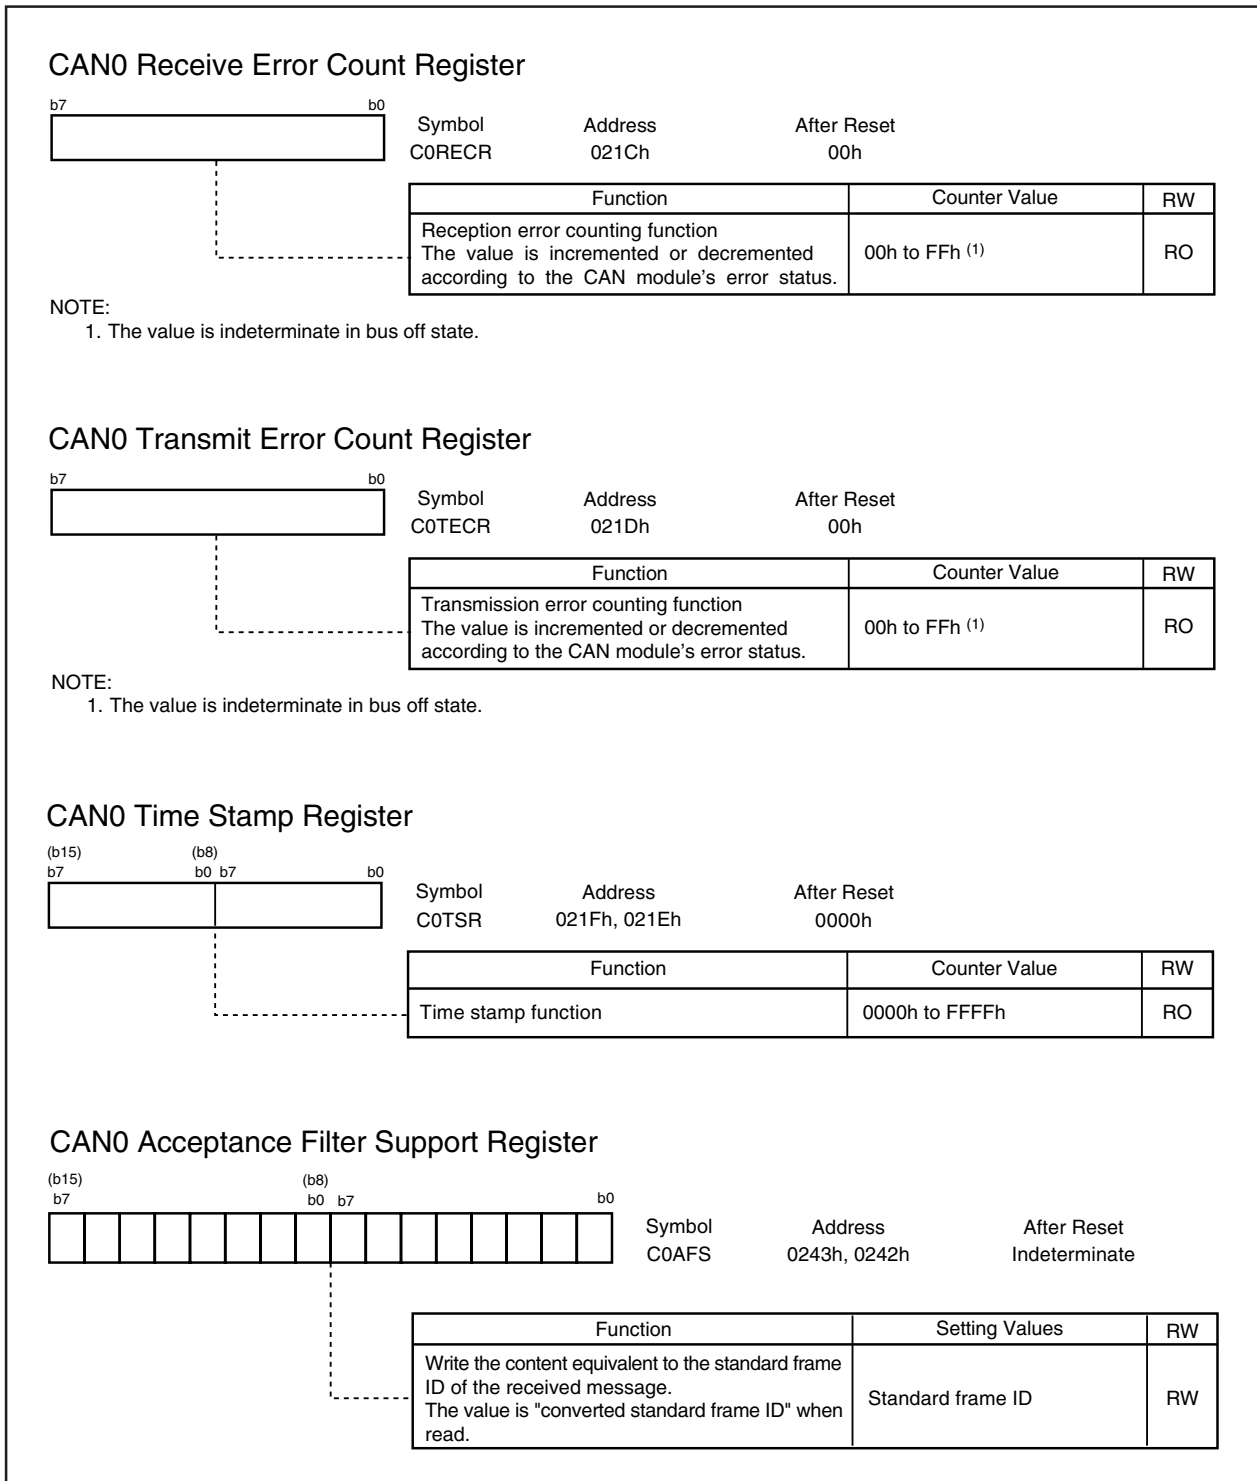 CAN0 Receive Error Count Register
b7 b0
Symbol Address After Reset
C0RECR 021Ch 00h
Function Counter Value RW
Reception error counting function
The value is incremented or decremented
according to the CAN module's error status.
00h to FFh (1)
RO
NOTE:
1. The value is indeterminate in bus off state.
CAN0 Transmit Error Count Register
b7 b0
Symbol Address After Reset
C0TECR 021Dh 00h
Function Counter Value RW
Transmission error counting function
The value is incremented or decremented
according to the CAN module's error status.
00h to FFh (1)
RO
NOTE:
1. The value is indeterminate in bus off state.
CAN0 Time Stamp Register
(b15) (b8)
b7 b0 b7 b0
Symbol Address After Reset
C0TSR 021Fh, 021Eh 0000h
Function Counter Value RW
Time stamp function 0000h to FFFFh RO
CAN0 Acceptance Filter Support Register
(b15) (b8)
b7 b0 b7 b0
Symbol Address After Reset
C0AFS 0243h, 0242h Indeterminate
Function Setting Values RW
Write the content equivalent to the standard frame
ID of the received message.
The value is "converted standard frame ID" when
read.
Standard frame ID
RW